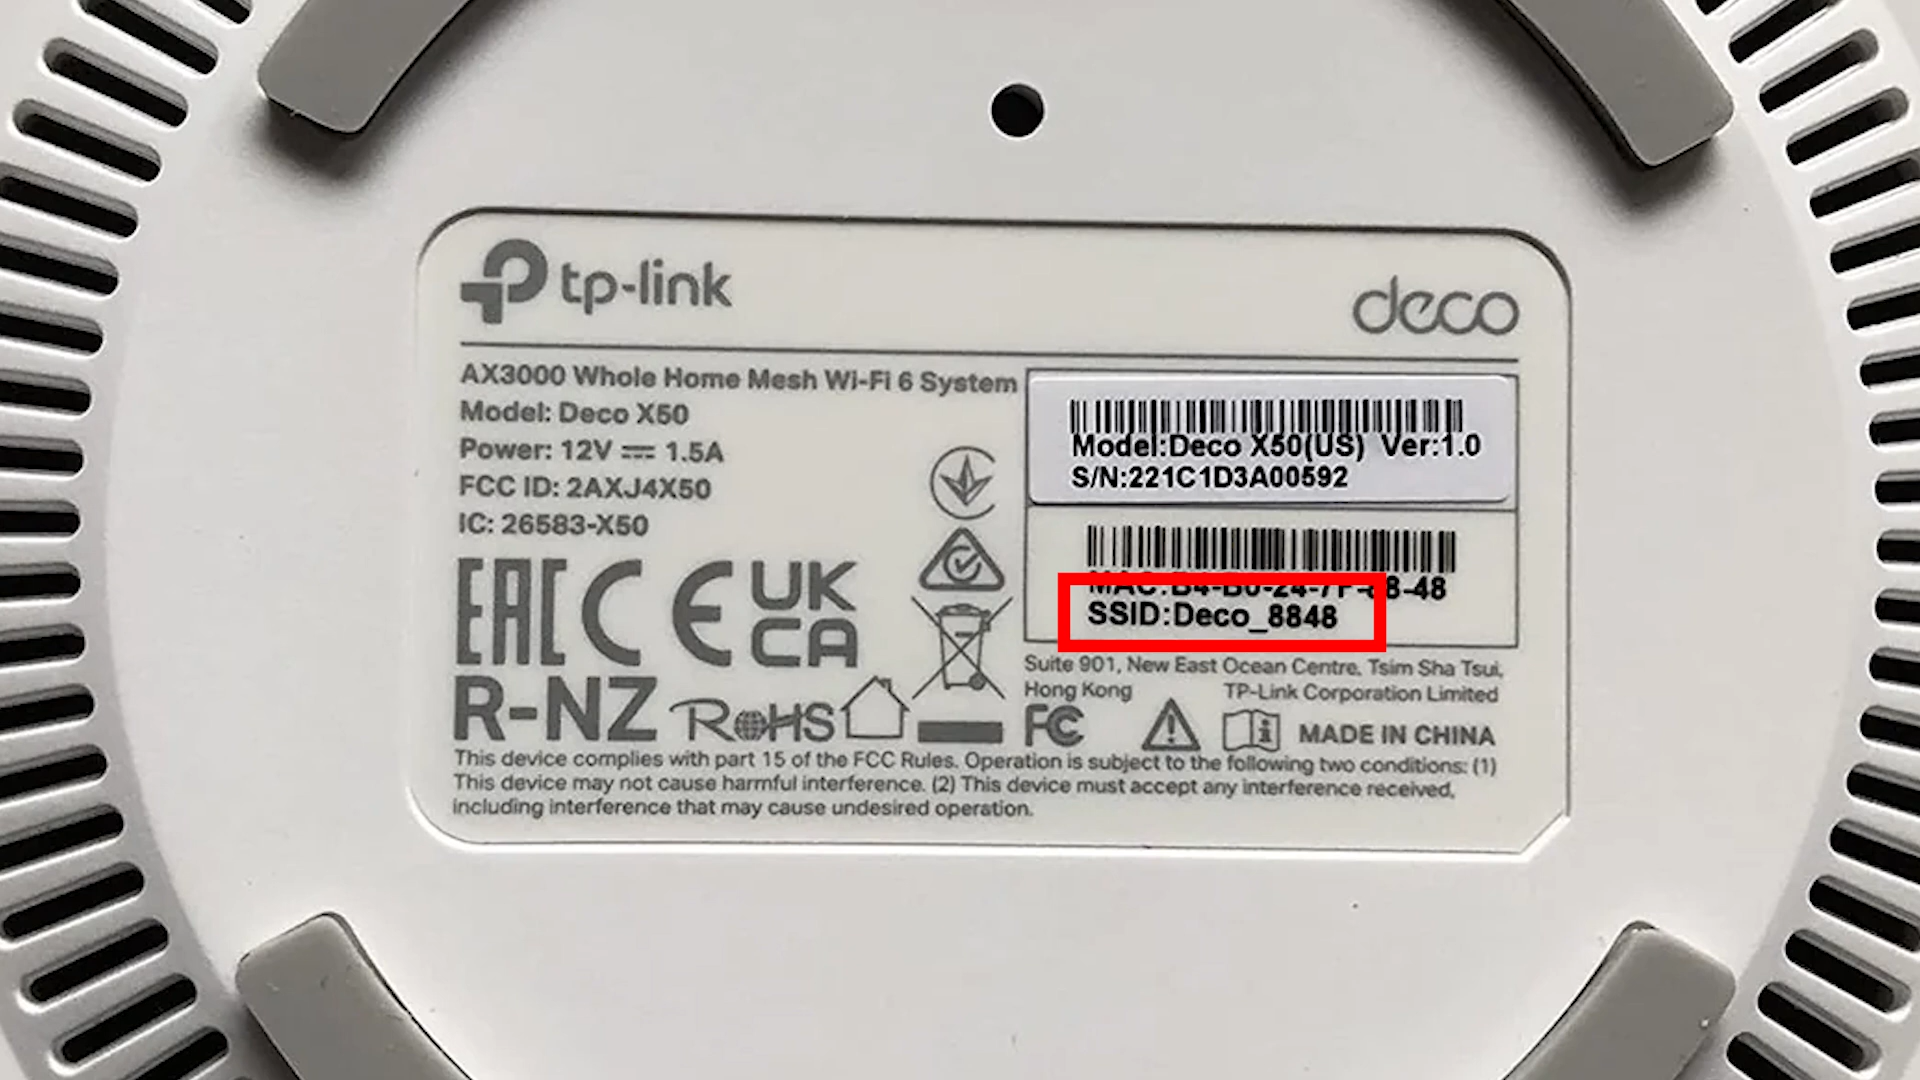 tp-link
deco
AX3000 Whole Home Mesh Wi-Fi 6 System
Model: Deco X50
Power: 12V ⎓ 1.5A
FCC ID: 2AXJ4X50
IC: 26583-X50
Model:Deco X50(US) Ver:1.0
S/N:221C1D3A00592
MAC:B4-B0-24-7F-88-48
SSID:Deco_8848
EAC CE UK
CA
R-NZ RoHS
Suite 901, New East Ocean Centre, Tsim Sha Tsui,
Hong Kong TP-Link Corporation Limited
FC MADE IN CHINA
This device complies with part 15 of the FCC Rules. Operation is subject to the following two conditions: (1)
This device may not cause harmful interference. (2) This device must accept any interference received,
including interference that may cause undesired operation.